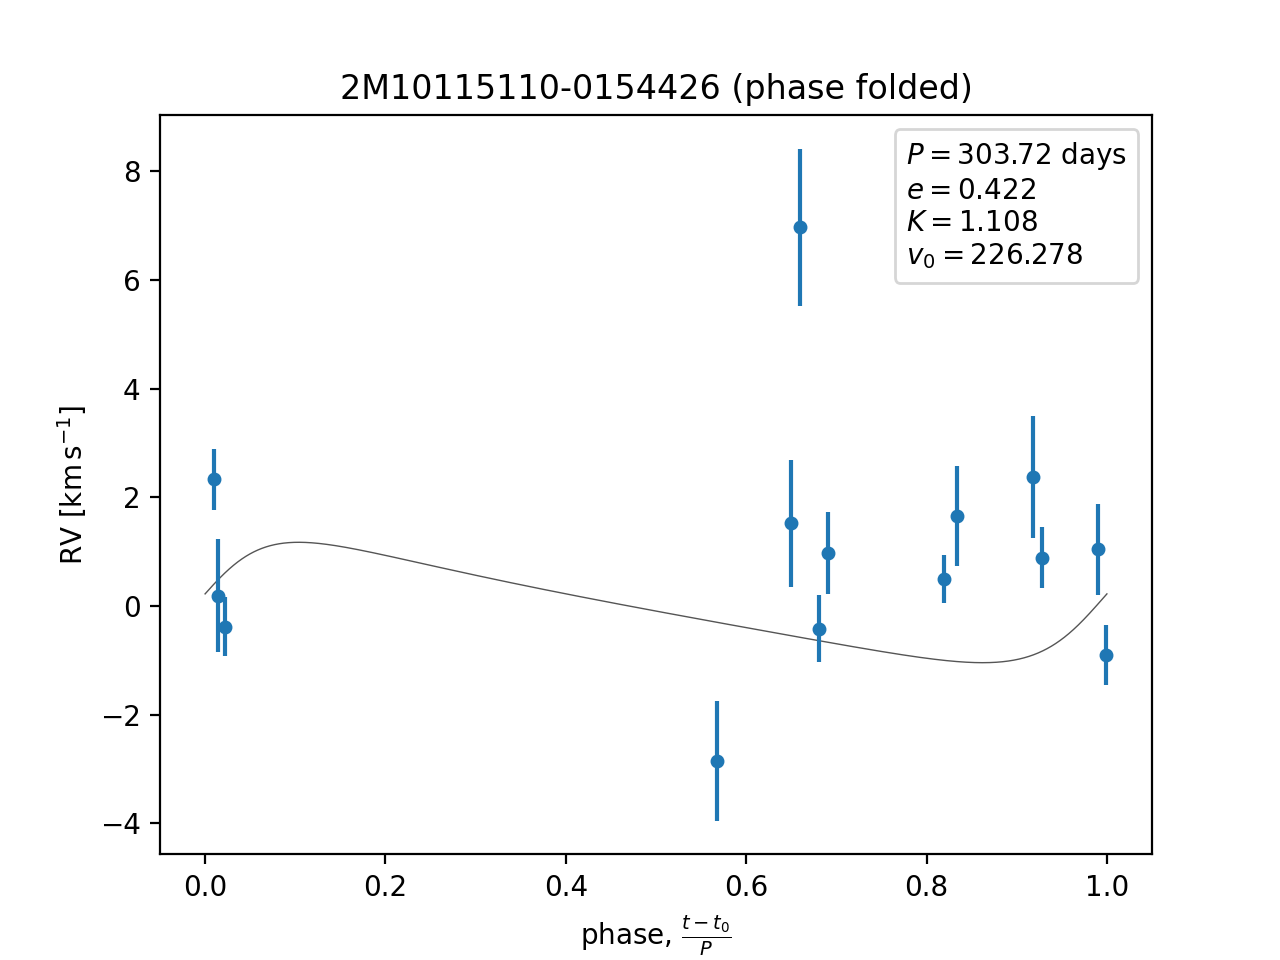 2M10115110-0154426 (phase folded)
P = 303.72 days
e = 0.422
K = 1.108
v₀ = 226.278
8
6
4
2
0
−2
−4
RV [km s⁻¹]
0.0 0.2 0.4 0.6 0.8 1.0
phase, (t − t₀)/P